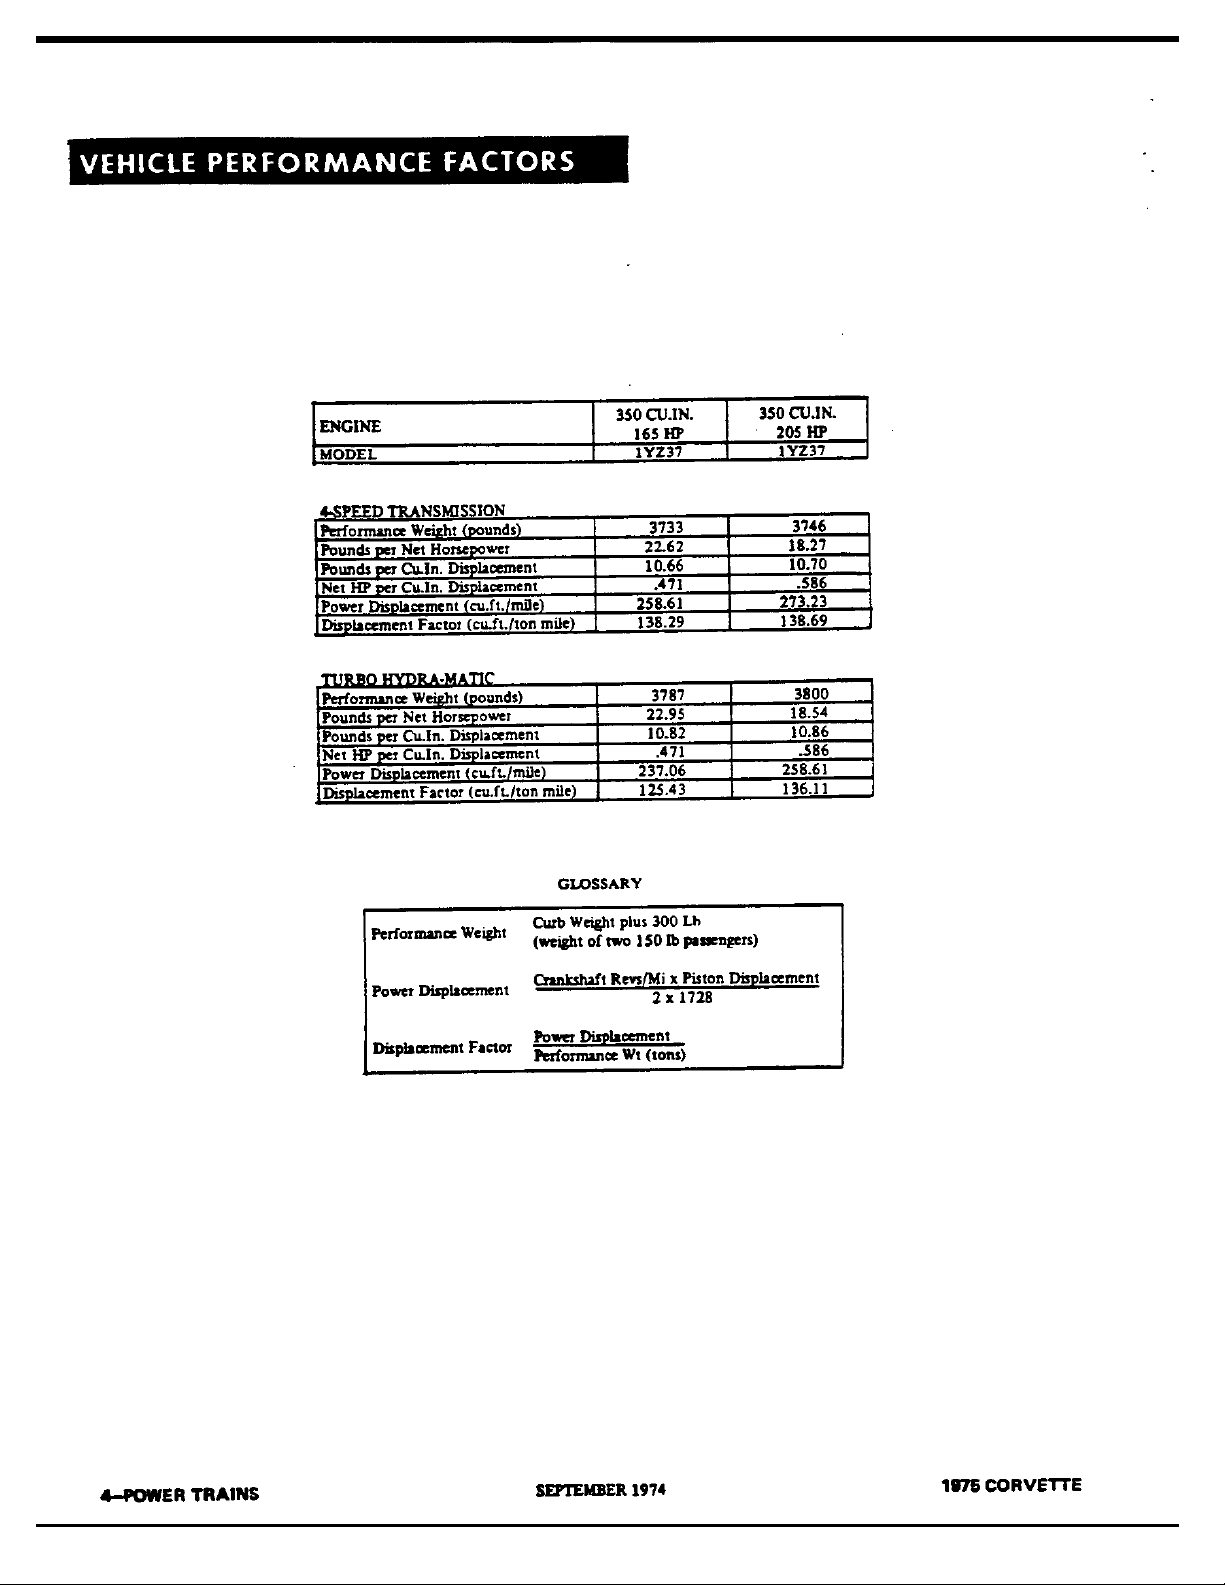 VEHICLE PERFORMANCE FACTORS
ENGINE 350 CU.IN. 350 CU.IN.
165 HP 205 HP
MODEL 1YZ37 1YZ37
4-SPEED TRANSMISSION
Performance Weight (pounds) 3733 3746
Pounds per Net Horsepower 22.62 18.27
Pounds per Cu.In. Displacement 10.66 10.70
Net HP per Cu.In. Displacement .471 .586
Power Displacement (cu.ft./mile) 258.61 273.23
Displacement Factor (cu.ft./ton mile) 138.29 138.69
TURBO HYDRA-MATIC
Performance Weight (pounds) 3787 3800
Pounds per Net Horsepower 22.95 18.54
Pounds per Cu.In. Displacement 10.82 10.86
Net HP per Cu.In. Displacement .471 .586
Power Displacement (cu.ft./mile) 237.06 258.61
Displacement Factor (cu.ft./ton mile) 125.43 136.11
GLOSSARY
Performance Weight Curb Weight plus 300 Lb
(weight of two 150 lb passengers)
Power Displacement Crankshaft Revs/Mi x Piston Displacement
2 x 1728
Displacement Factor Power Displacement
Performance Wt (tons)
4—POWER TRAINS SEPTEMBER 1974 1975 CORVETTE